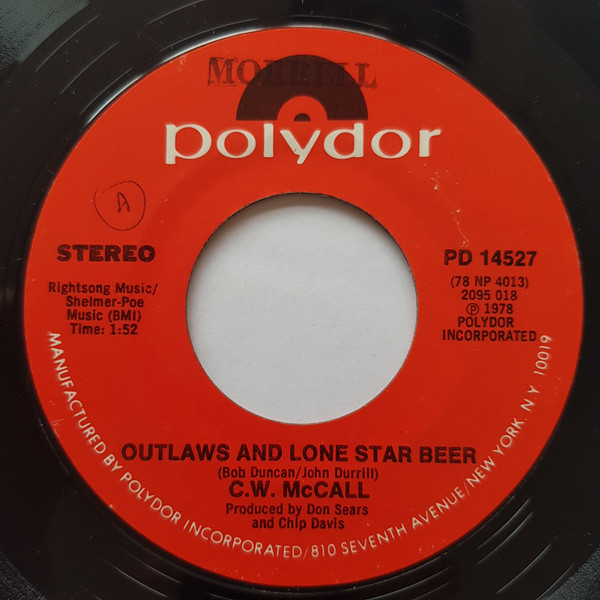 MORRELL
polydor
A
STEREO
Rightsong Music/
Shelmer-Poe
Music (BMI)
Time: 1:52
PD 14527
(78 NP 4013)
2095 018
℗ 1978
POLYDOR
INCORPORATED
OUTLAWS AND LONE STAR BEER
(Bob Duncan/John Durrill)
C.W. McCALL
Produced by Don Sears
and Chip Davis
MANUFACTURED BY POLYDOR INCORPORATED/810 SEVENTH AVENUE/NEW YORK, N.Y. 10019